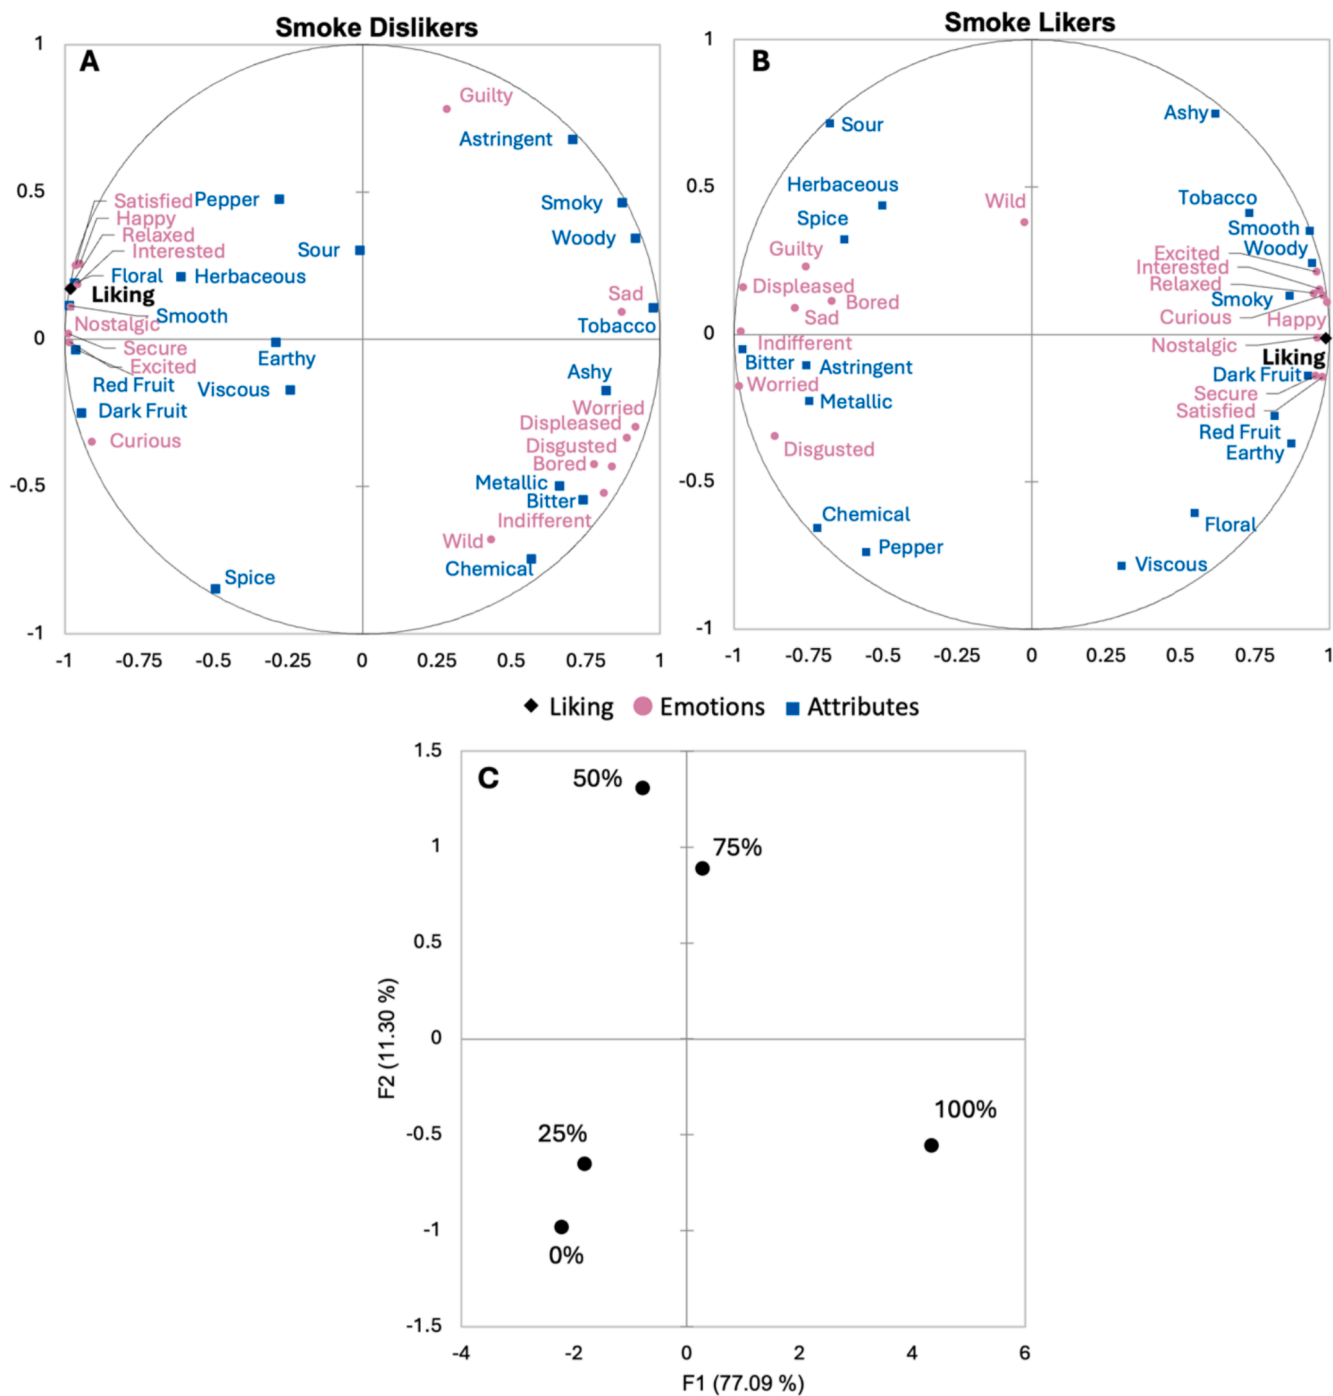 Smoke Dislikers
Smoke Likers
A
1
0.5
0
-0.5
-1
-1 -0.75 -0.5 -0.25 0 0.25 0.5 0.75 1
Guilty
Astringent
Satisfied Pepper
Smoky
Happy
Relaxed
Woody
Interested
Sour
Floral
Herbaceous
Liking
Sad
Smooth
Nostalgic
Tobacco
Secure
Earthy
Excited
Ashy
Red Fruit
Viscous
Dark Fruit
Worried
Displeased
Curious
Disgusted
Bored
Metallic
Bitter
Indifferent
Wild
Chemical
Spice
B
1
0.5
0
-0.5
-1
-1 -0.75 -0.5 -0.25 0 0.25 0.5 0.75 1
Ashy
Sour
Herbaceous
Wild
Tobacco
Spice
Smooth
Guilty
Woody
Excited
Interested
Displeased
Relaxed
Bored
Smoky
Sad
Curious
Happy
Indifferent
Nostalgic
Bitter
Liking
Astringent
Dark Fruit
Worried
Secure
Metallic
Satisfied
Red Fruit
Disgusted
Earthy
Chemical
Floral
Pepper
Viscous
Liking Emotions Attributes
C
1.5
1
0.5
0
-0.5
-1
-1.5
50%
75%
100%
25%
0%
F2 (11.30 %)
-4 -2 0 2 4 6
F1 (77.09 %)